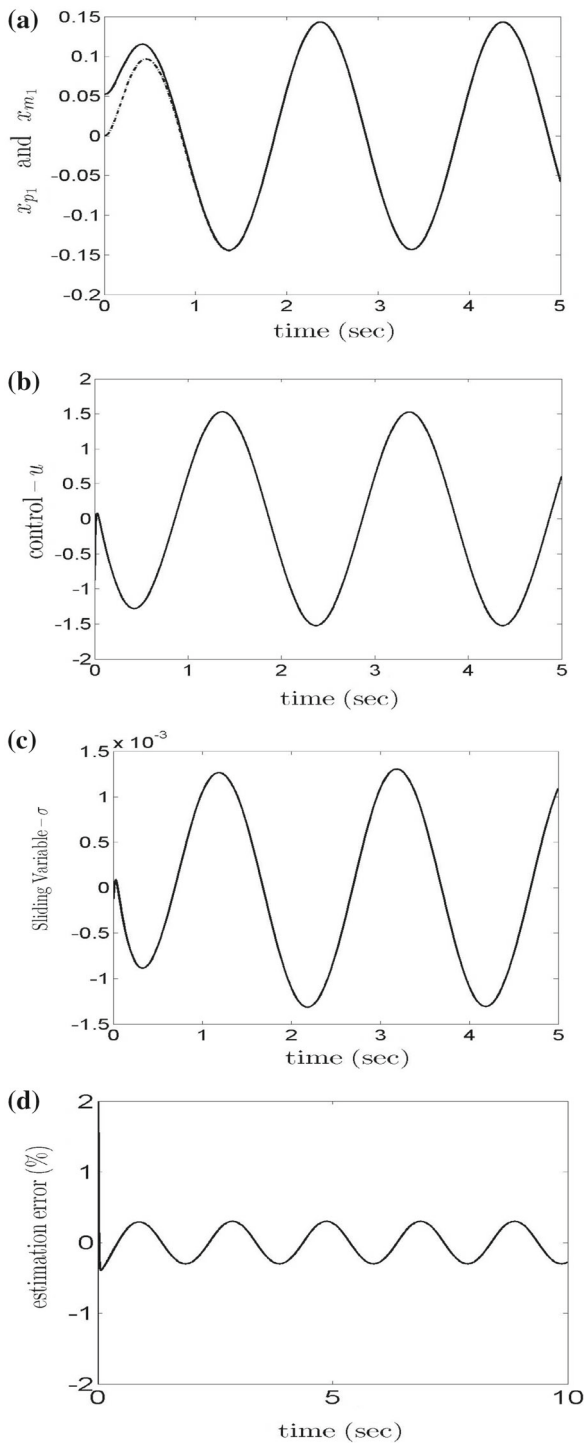 (a)
0.15
0.1
0.05
0
-0.05
-0.1
-0.15
-0.2
x_{p_1} and x_{m_1}
0 1 2 3 4 5
time (sec)
(b)
2
1.5
1
0.5
0
-0.5
-1
-1.5
-2
control – u
0 1 2 3 4 5
time (sec)
(c)
x 10^{-3}
1.5
1
0.5
0
-0.5
-1
-1.5
Sliding Variable – σ
0 1 2 3 4 5
time (sec)
(d)
2
1
0
-1
-2
estimation error (%)
0 5 10
time (sec)